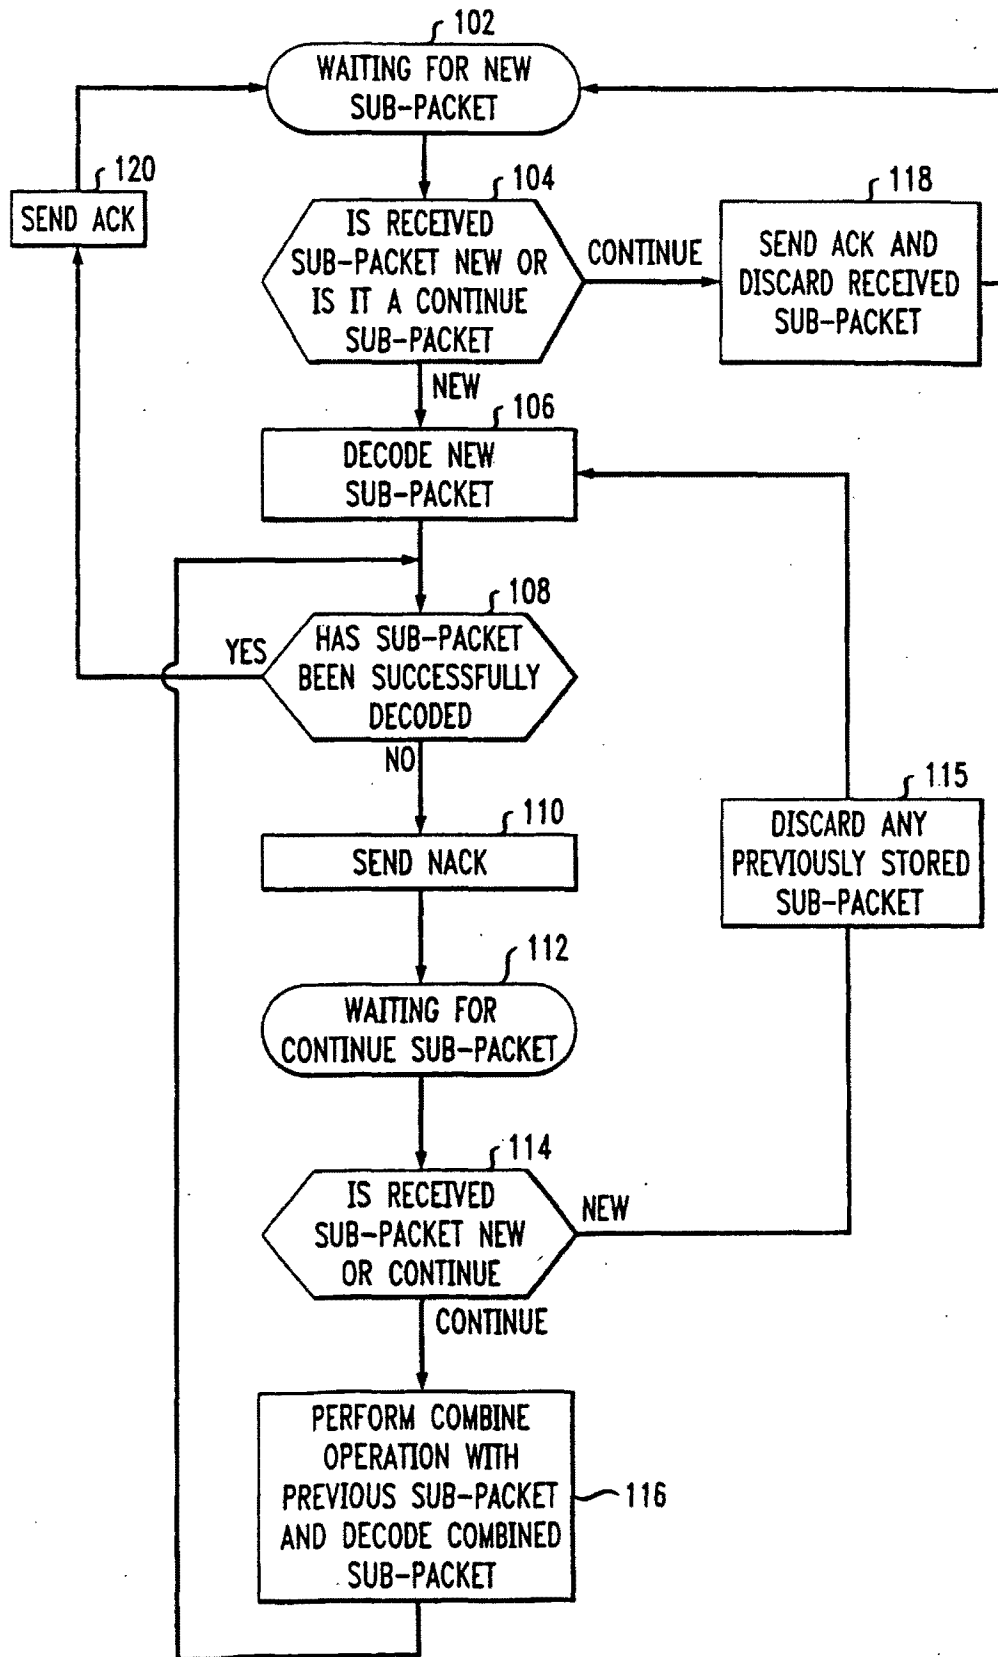 102
WAITING FOR NEW
SUB-PACKET
120
SEND ACK
104
IS RECEIVED
SUB-PACKET NEW OR
IS IT A CONTINUE
SUB-PACKET
CONTINUE
118
SEND ACK AND
DISCARD RECEIVED
SUB-PACKET
NEW
106
DECODE NEW
SUB-PACKET
108
HAS SUB-PACKET
BEEN SUCCESSFULLY
DECODED
YES
NO
110
SEND NACK
115
DISCARD ANY
PREVIOUSLY STORED
SUB-PACKET
112
WAITING FOR
CONTINUE SUB-PACKET
114
IS RECEIVED
SUB-PACKET NEW
OR CONTINUE
NEW
CONTINUE
PERFORM COMBINE
OPERATION WITH
PREVIOUS SUB-PACKET
AND DECODE COMBINED
SUB-PACKET
116